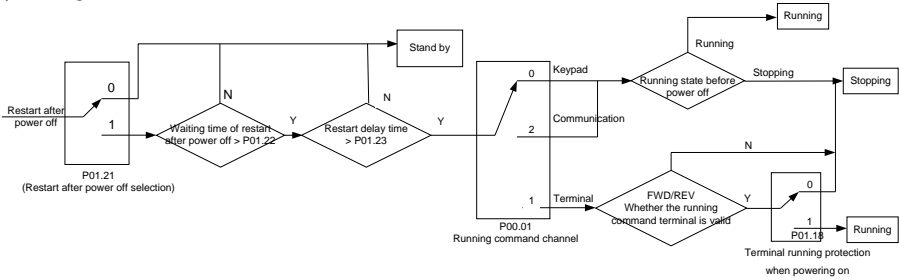 Restart after
power off
0
1
P01.21
(Restart after power off selection)
N
Waiting time of restart
after power off > P01.22
Y
N
Restart delay time
> P01.23
Y
Stand by
0
Keypad
2
Communication
1
Terminal
P00.01
Running command channel
Running
Running
Running state before
power off
Stopping
Stopping
N
FWD/REV
Whether the running
command terminal is valid
Y
0
1
P01.18
Running
Terminal running protection
when powering on